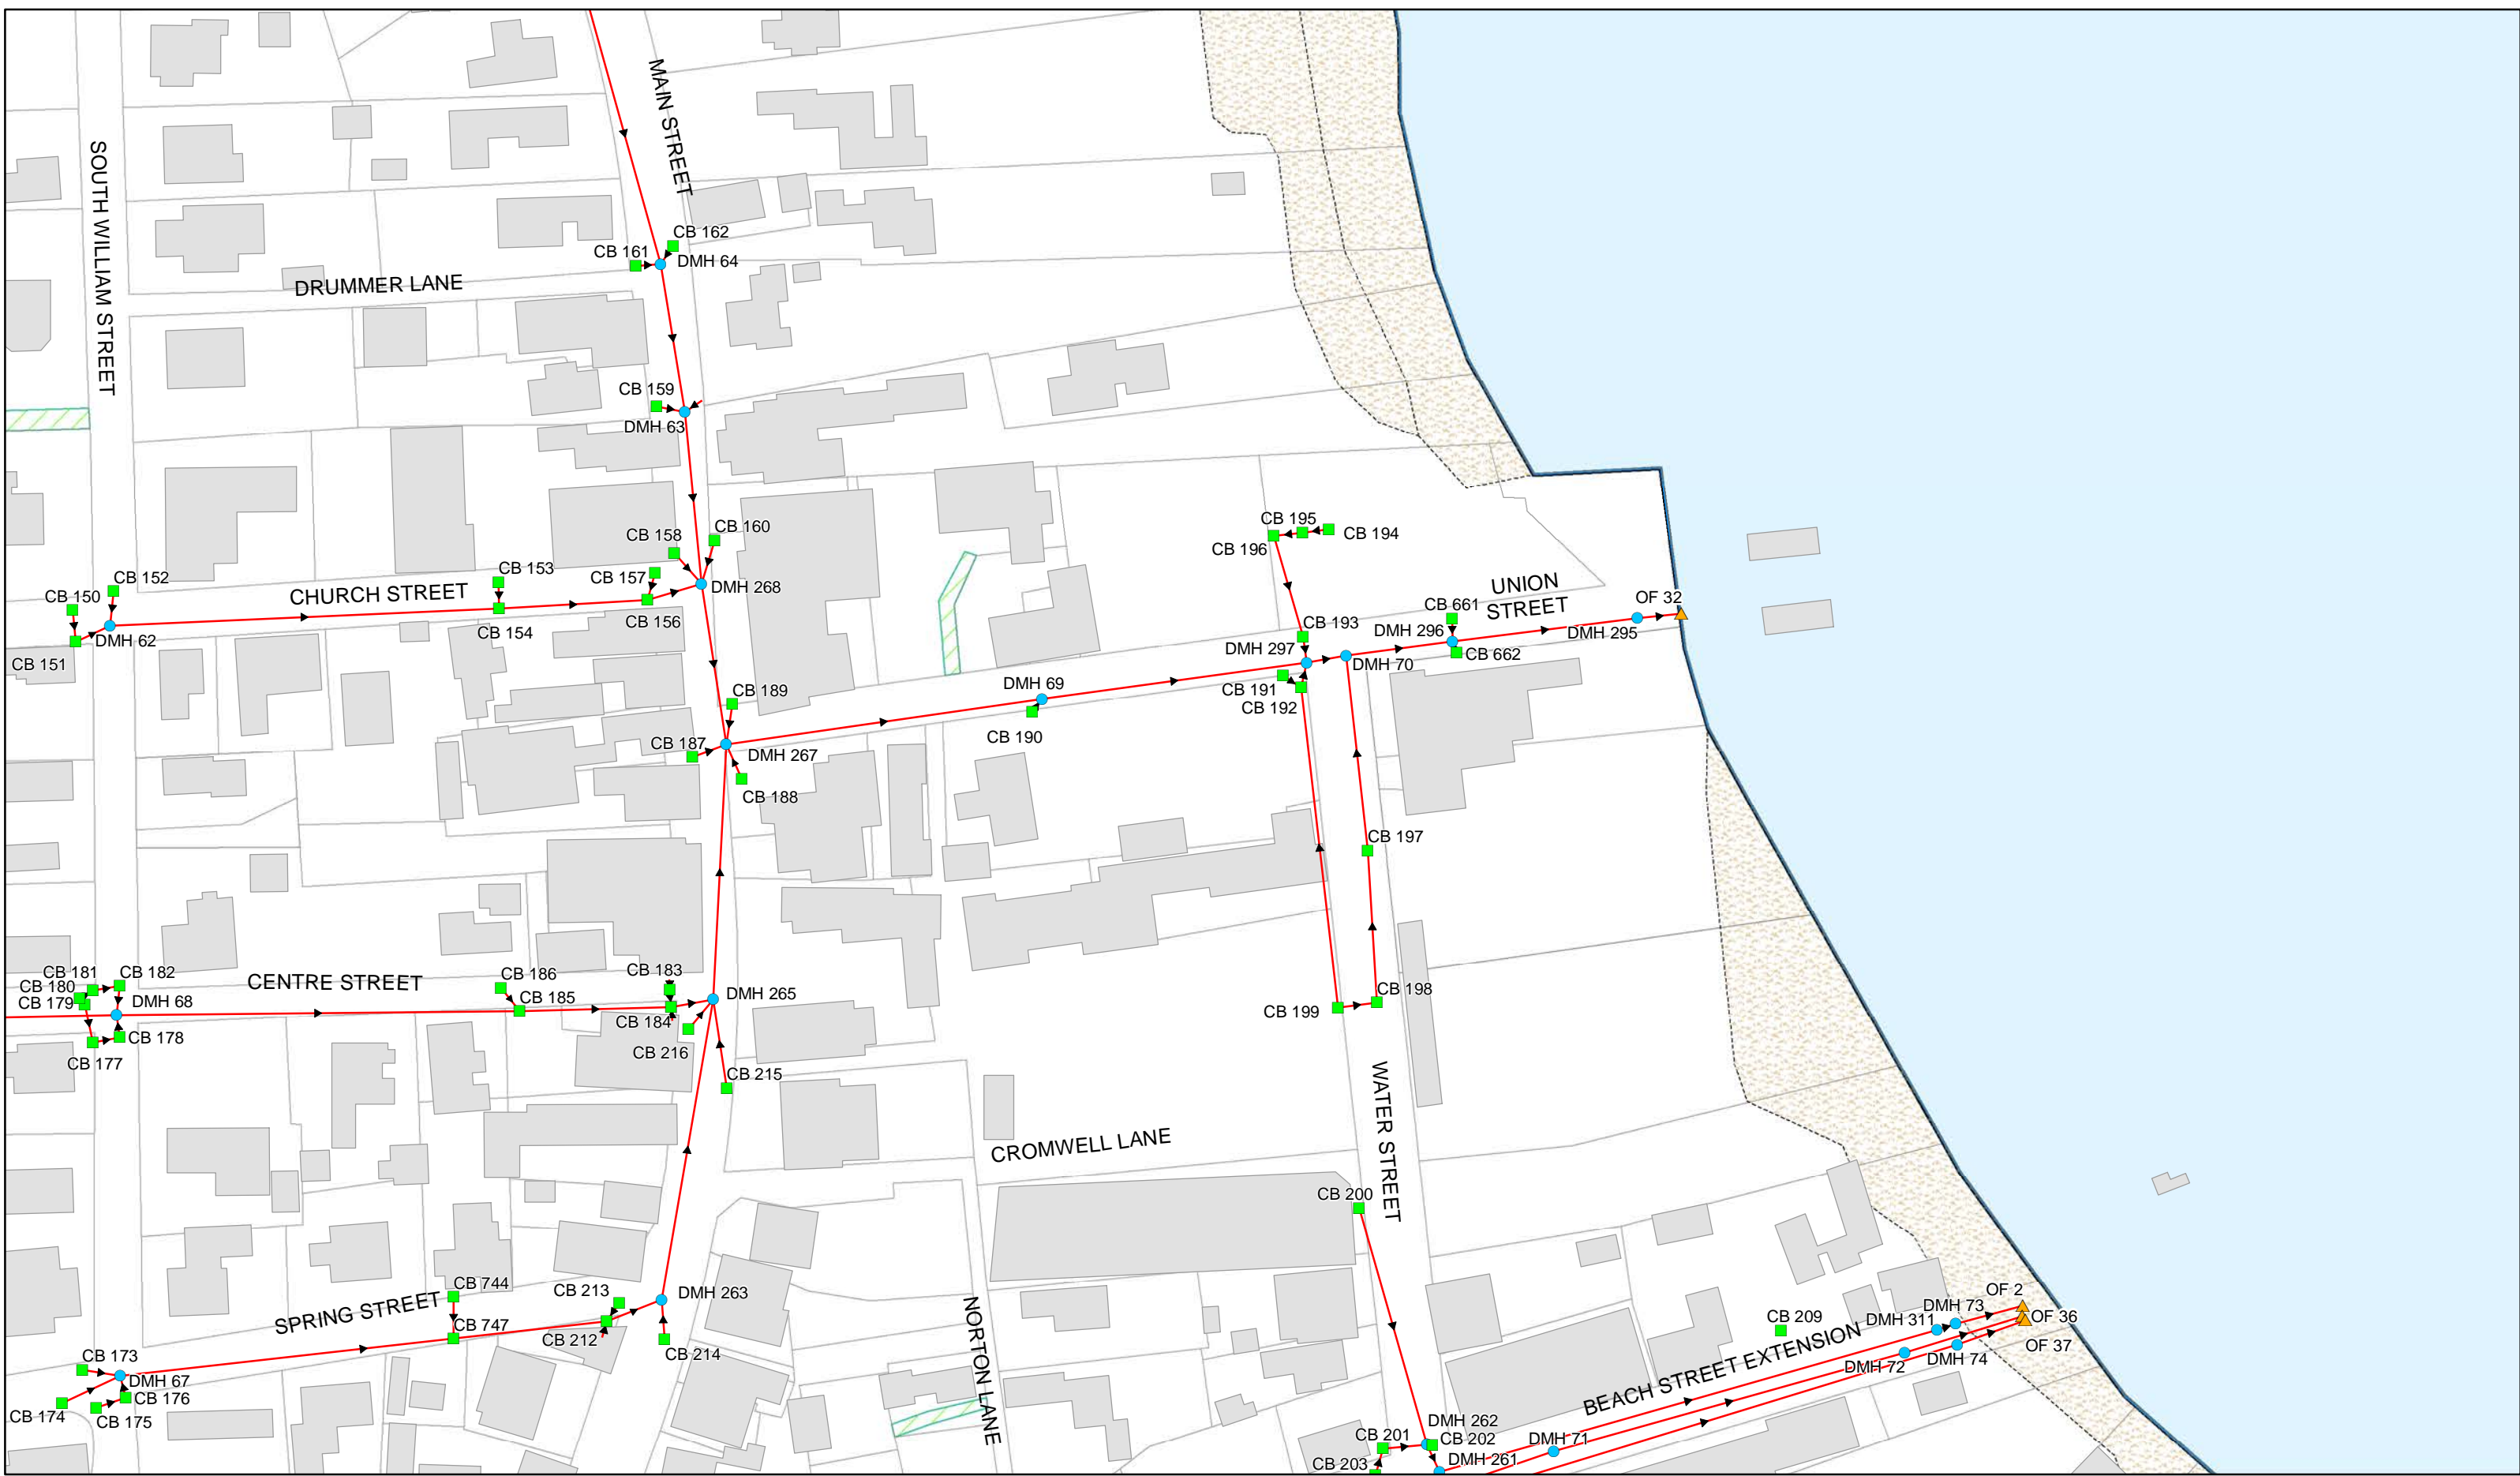 MAIN STREET
SOUTH WILLIAM STREET
CB 162
CB 161
DMH 64
DRUMMER LANE
CB 159
DMH 63
CB 195
CB 194
CB 160
CB 158
CB 196
CB 153
CB 157
CB 152
DMH 268
UNION
STREET
CHURCH STREET
CB 150
CB 661
OF 32
CB 156
CB 154
CB 193
DMH 296
DMH 295
DMH 62
DMH 297
CB 662
CB 151
DMH 70
DMH 69
CB 191
CB 189
CB 192
CB 190
CB 187
DMH 267
CB 188
CB 197
CB 181
CB 182
CB 186
CB 183
CENTRE STREET
CB 180
CB 179
DMH 68
CB 185
DMH 265
CB 198
CB 199
CB 184
CB 178
CB 216
CB 177
CB 215
WATER STREET
CROMWELL LANE
CB 200
CB 744
CB 213
DMH 263
OF 2
DMH 73
SPRING STREET
CB 209
DMH 311
OF 36
CB 747
CB 212
OF 37
CB 214
NORTON LANE
BEACH STREET EXTENSION
DMH 72
DMH 74
CB 173
DMH 67
CB 176
CB 174
CB 175
DMH 262
CB 201
CB 202
DMH 71
CB 203
DMH 261